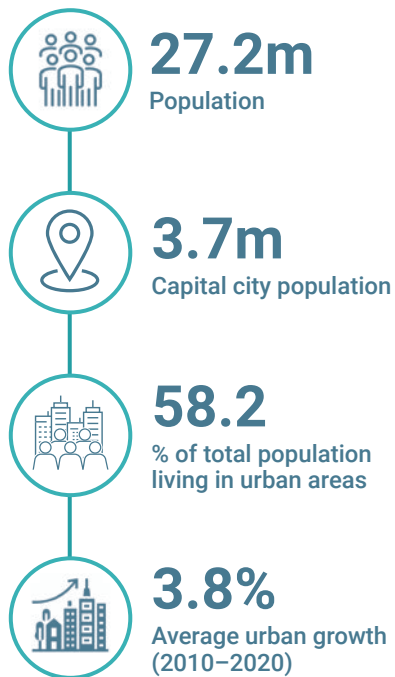 27.2m
Population
3.7m
Capital city population
58.2
% of total population
living in urban areas
3.8%
Average urban growth
(2010–2020)